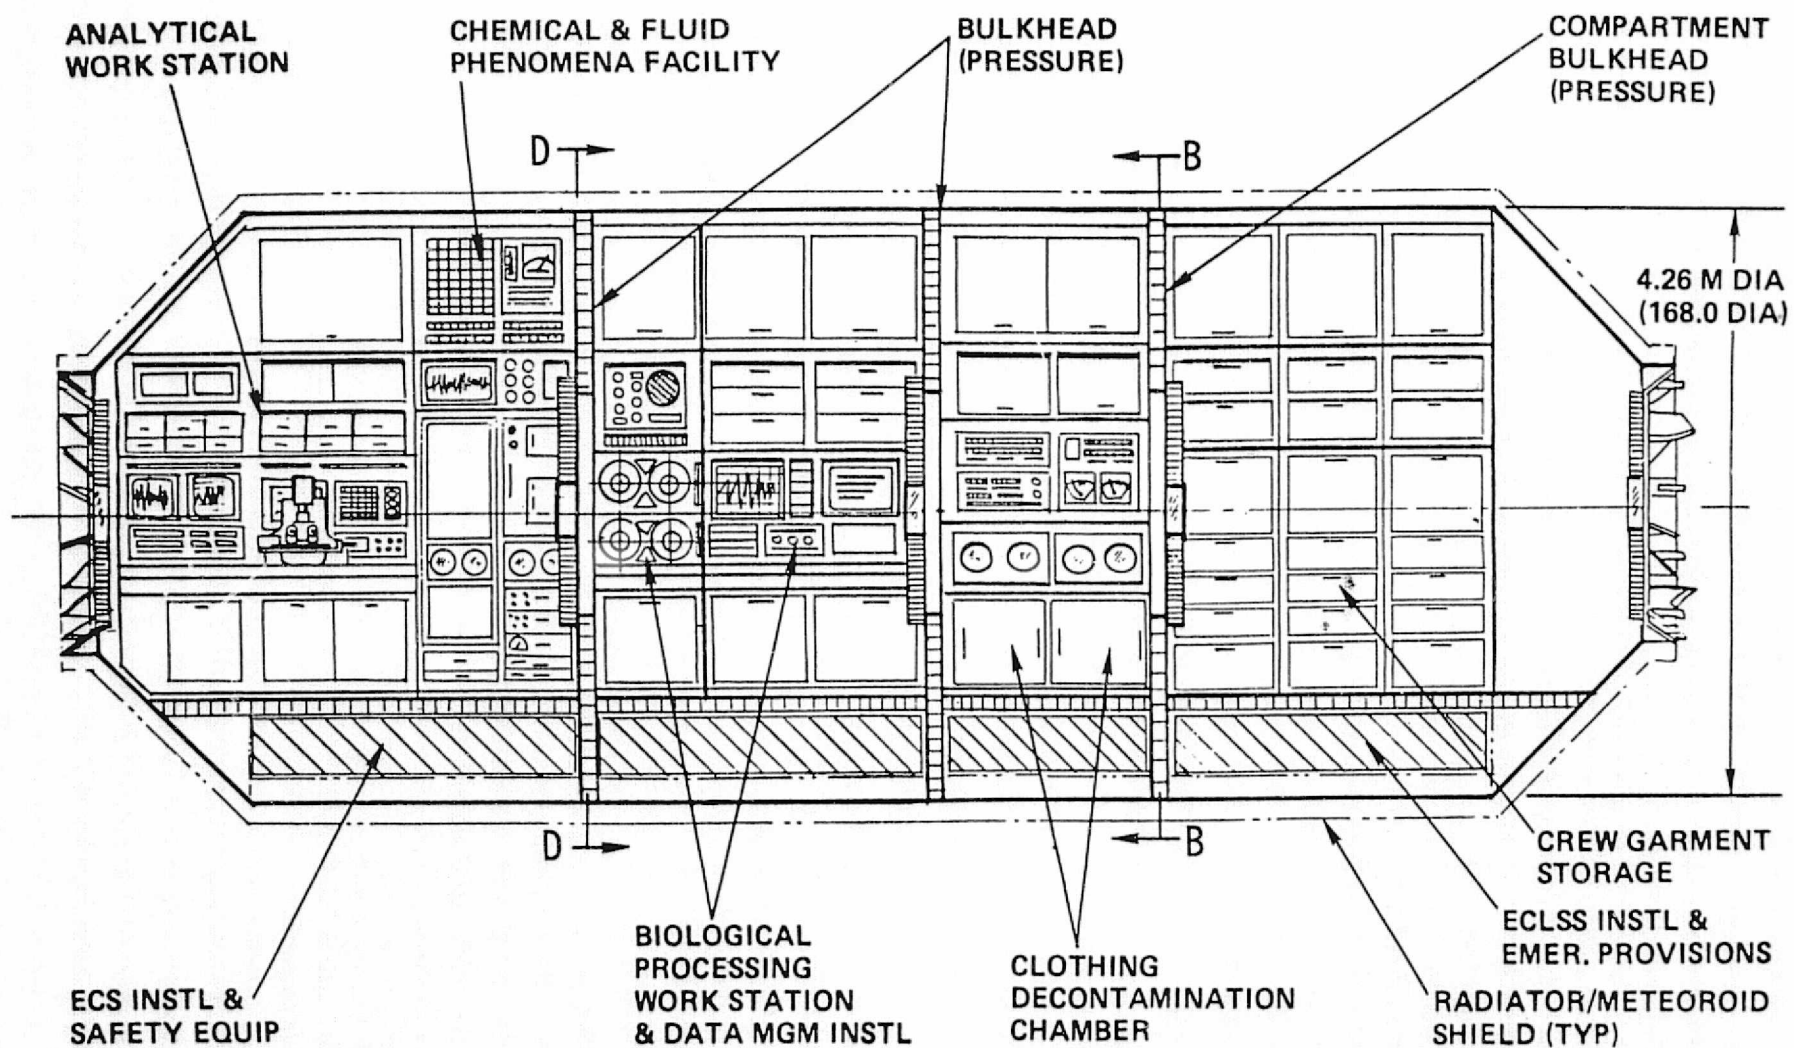 ANALYTICAL
WORK STATION
CHEMICAL & FLUID
PHENOMENA FACILITY
BULKHEAD
(PRESSURE)
COMPARTMENT
BULKHEAD
(PRESSURE)
D
B
4.26 M DIA
(168.0 DIA)
D
B
CREW GARMENT
STORAGE
ECLSS INSTL &
EMER. PROVISIONS
RADIATOR/METEOROID
SHIELD (TYP)
CLOTHING
DECONTAMINATION
CHAMBER
BIOLOGICAL
PROCESSING
WORK STATION
& DATA MGM INSTL
ECS INSTL &
SAFETY EQUIP